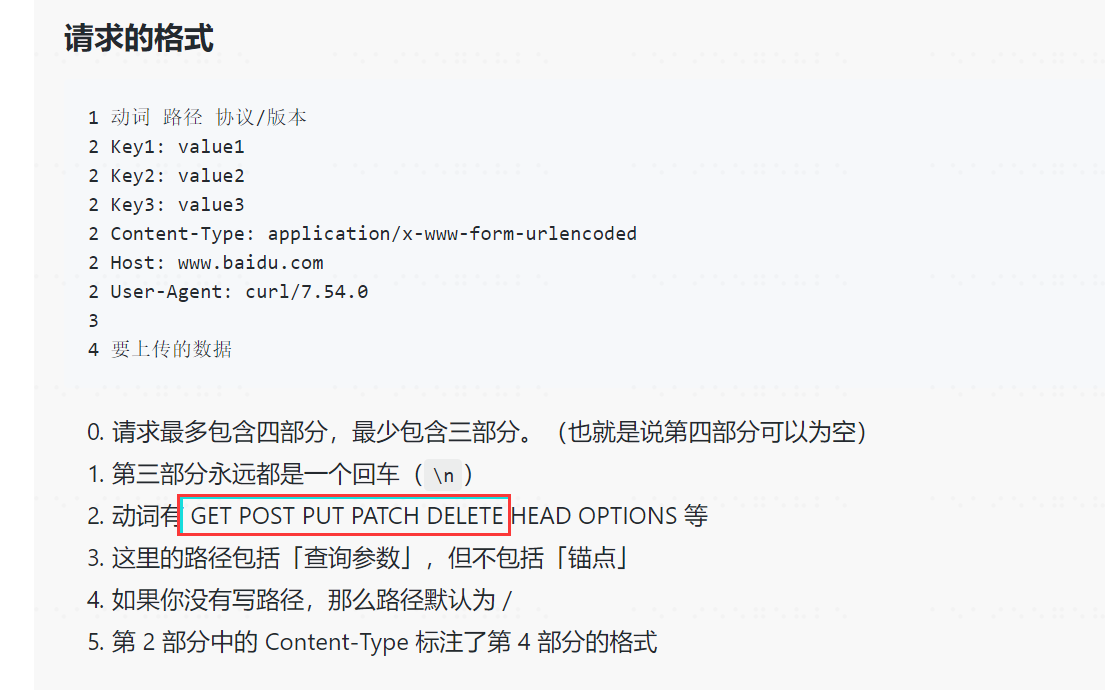 请求的格式
1 动词 路径 协议/版本
2 Key1: value1
2 Key2: value2
2 Key3: value3
2 Content-Type: application/x-www-form-urlencoded
2 Host: www.baidu.com
2 User-Agent: curl/7.54.0
3
4 要上传的数据
0. 请求最多包含四部分，最少包含三部分。（也就是说第四部分可以为空）
1. 第三部分永远都是一个回车（\n）
2. 动词有 GET POST PUT PATCH DELETE HEAD OPTIONS 等
3. 这里的路径包括「查询参数」，但不包括「锚点」
4. 如果你没有写路径，那么路径默认为 /
5. 第 2 部分中的 Content-Type 标注了第 4 部分的格式